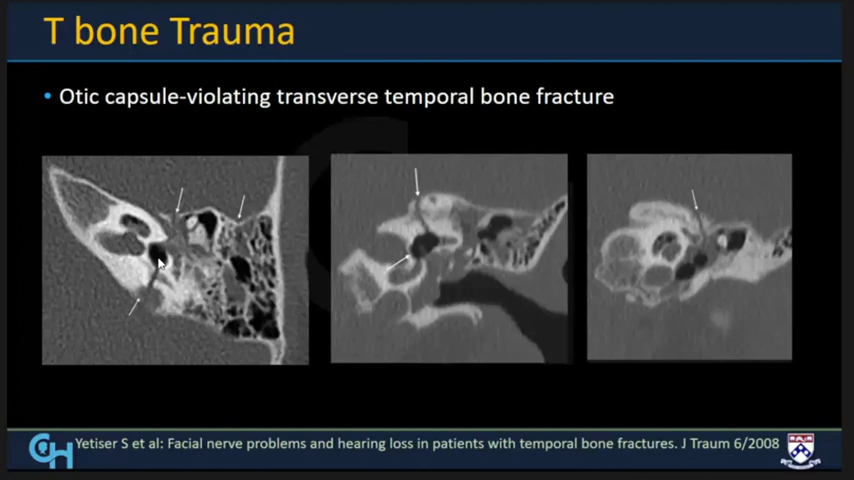 T bone Trauma
• Otic capsule-violating transverse temporal bone fracture
CH
Yetiser S et al: Facial nerve problems and hearing loss in patients with temporal bone fractures. J Traum 6/2008